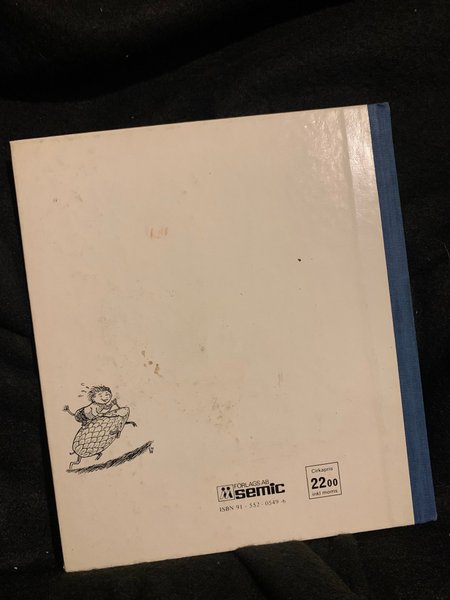 FÖRLAGS AB
semic
ISBN 91 - 552 - 0549 - 6
Cirkapris
22 00
inkl moms